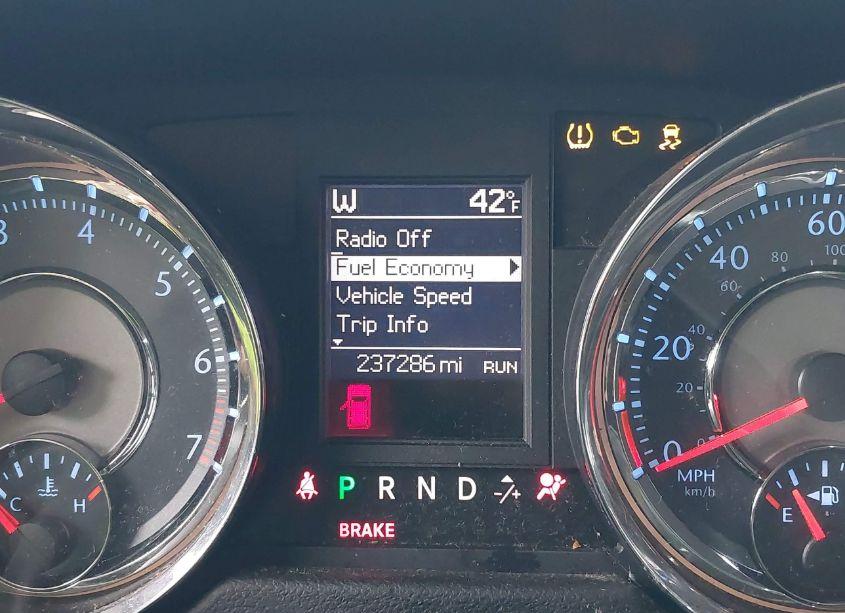 W 42°F
Radio Off
Fuel Economy
Vehicle Speed
Trip Info
237286 mi RUN
P R N D -/+
BRAKE
3 4 5 6 7
C H
0 20 40 60
0 20 40 60 80 100
MPH
km/h
E